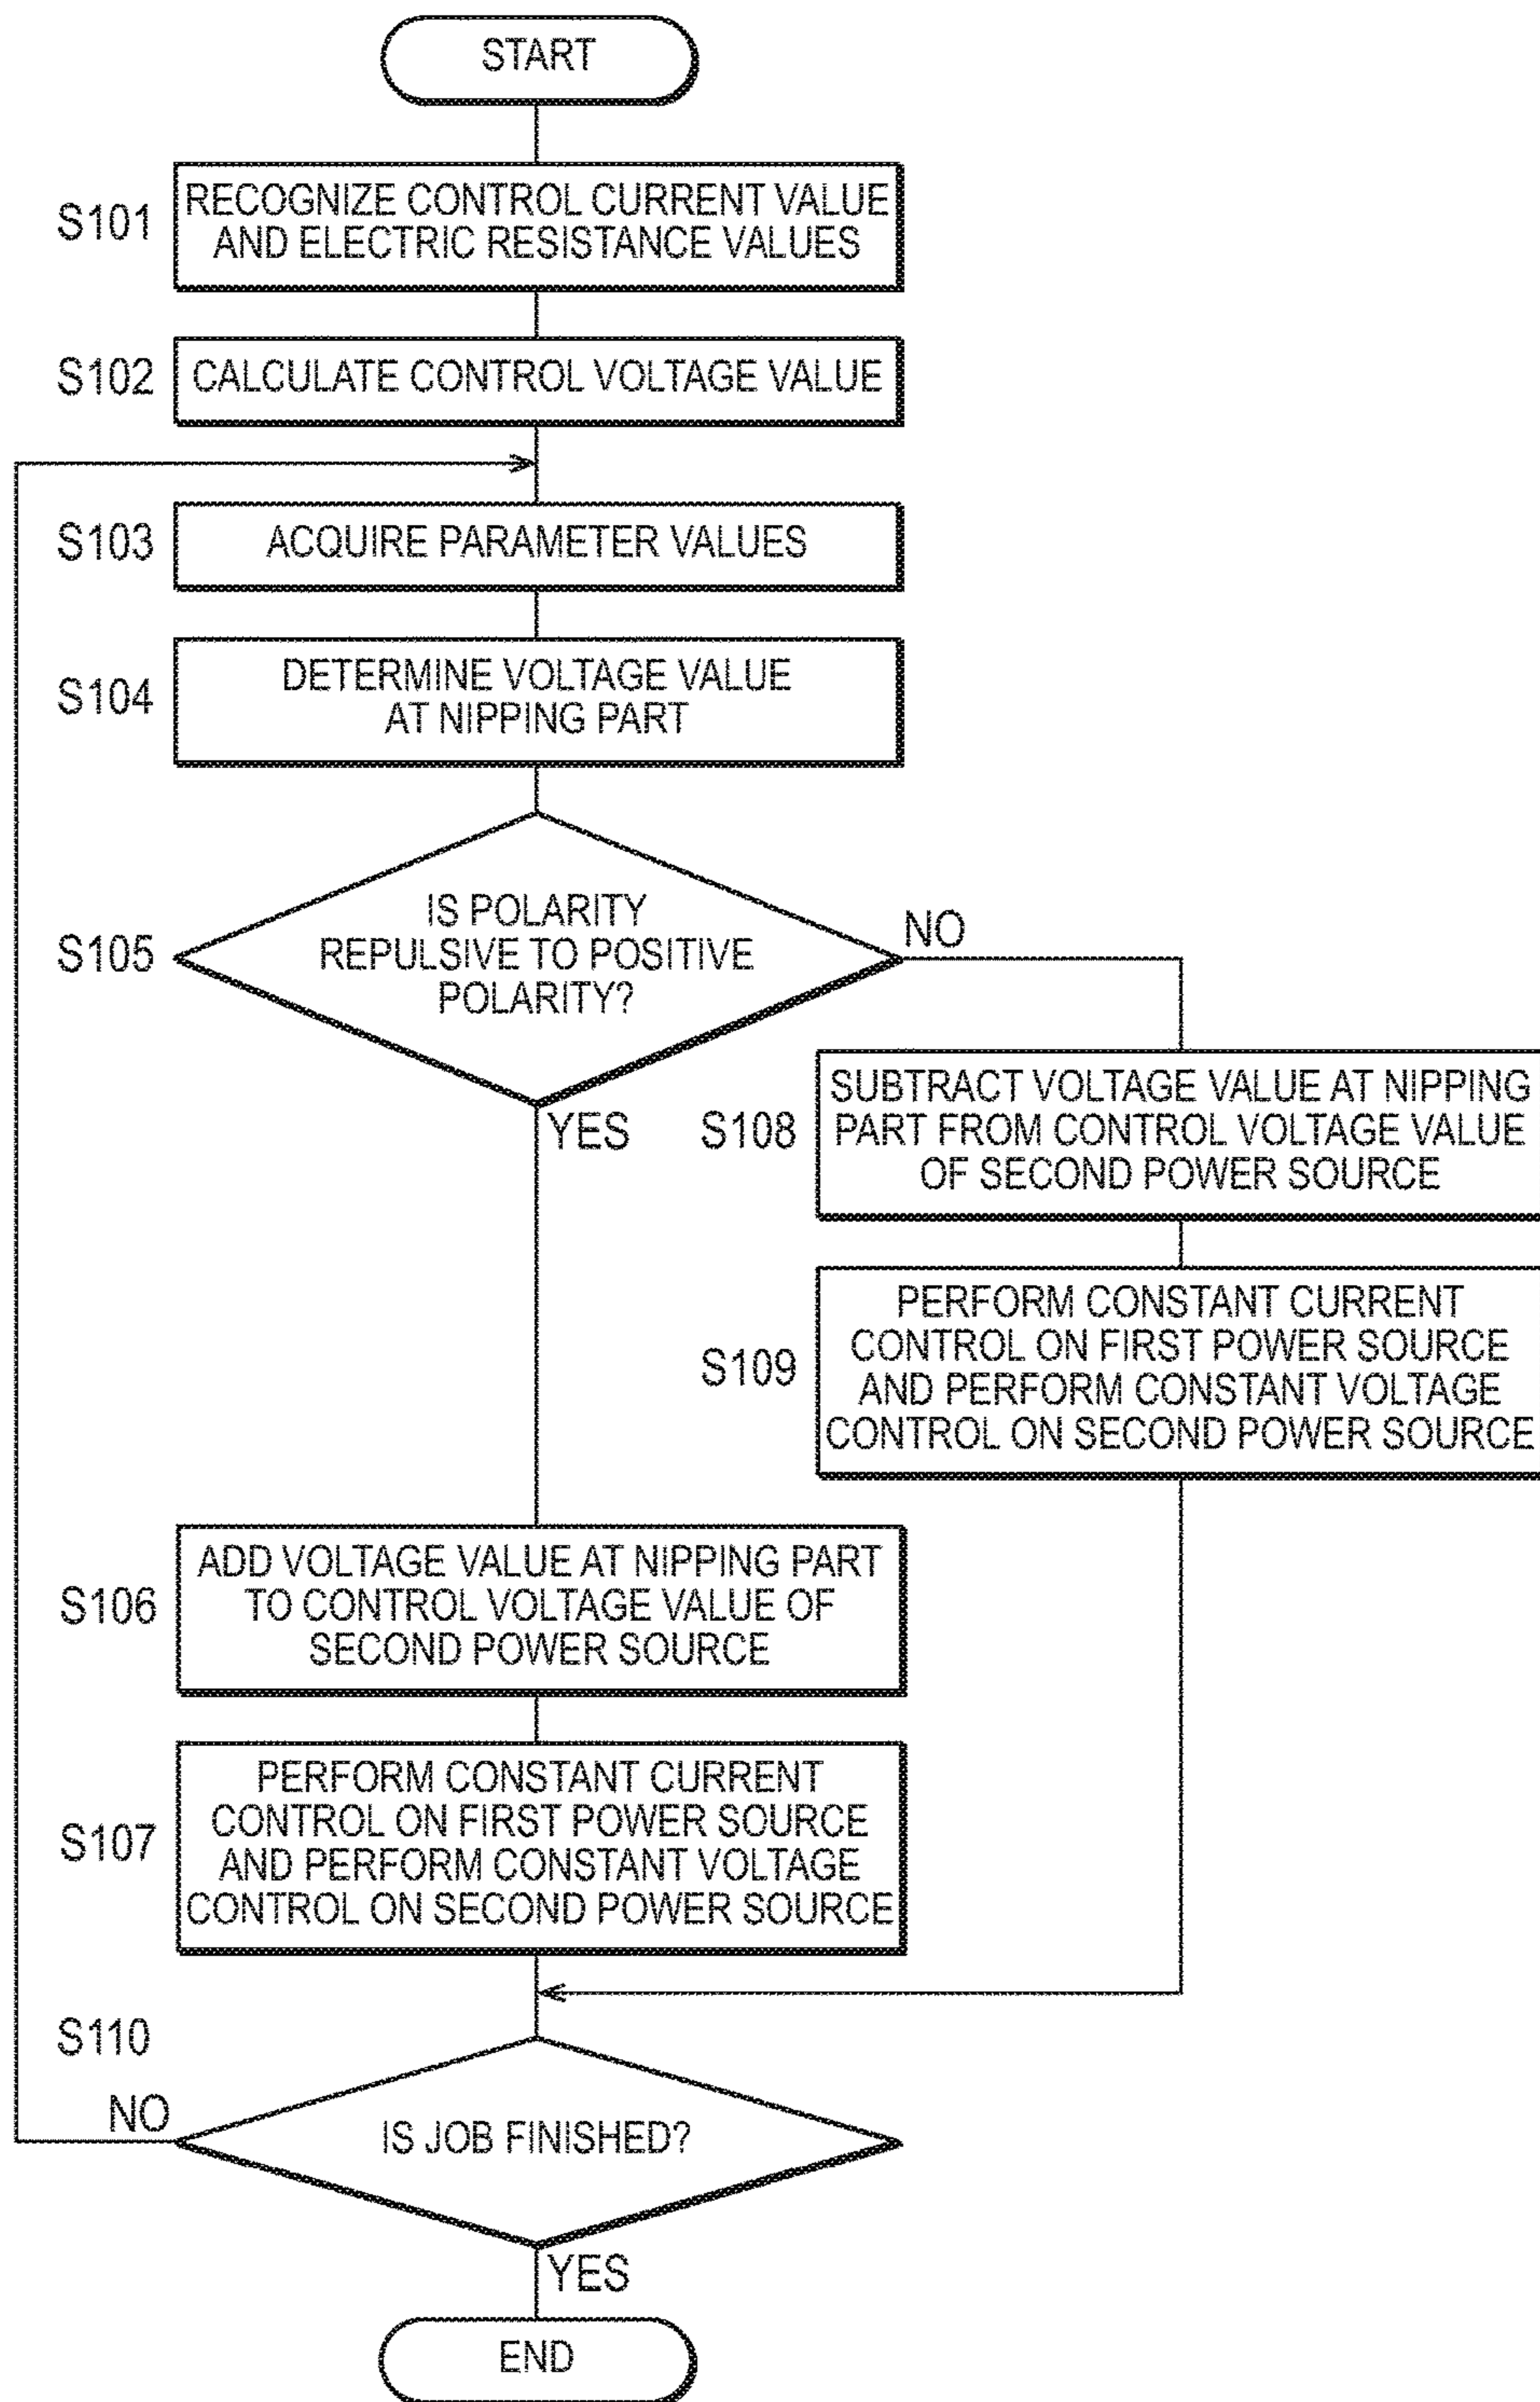 START
S101
RECOGNIZE CONTROL CURRENT VALUE
AND ELECTRIC RESISTANCE VALUES
S102
CALCULATE CONTROL VOLTAGE VALUE
S103
ACQUIRE PARAMETER VALUES
S104
DETERMINE VOLTAGE VALUE
AT NIPPING PART
S105
IS POLARITY
REPULSIVE TO POSITIVE
POLARITY?
NO
YES
S108
SUBTRACT VOLTAGE VALUE AT NIPPING
PART FROM CONTROL VOLTAGE VALUE
OF SECOND POWER SOURCE
S109
PERFORM CONSTANT CURRENT
CONTROL ON FIRST POWER SOURCE
AND PERFORM CONSTANT VOLTAGE
CONTROL ON SECOND POWER SOURCE
S106
ADD VOLTAGE VALUE AT NIPPING PART
TO CONTROL VOLTAGE VALUE OF
SECOND POWER SOURCE
S107
PERFORM CONSTANT CURRENT
CONTROL ON FIRST POWER SOURCE
AND PERFORM CONSTANT VOLTAGE
CONTROL ON SECOND POWER SOURCE
S110
NO
IS JOB FINISHED?
YES
END